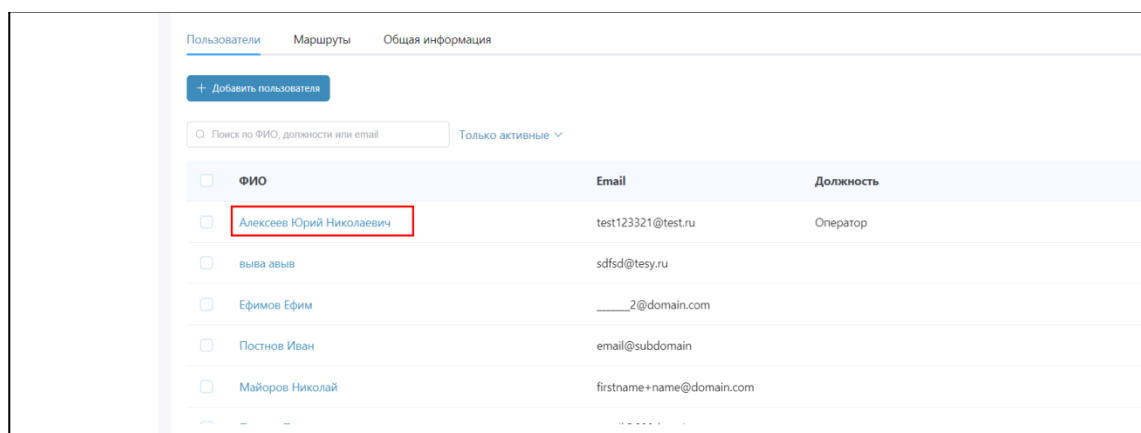 Пользователи Маршруты Общая информация
+ Добавить пользователя
Поиск по ФИО, должности или email Только активные
ФИО Email Должность
Алексеев Юрий Николаевич test123321@test.ru Оператор
выва авыв sdfsd@tesy.ru
Ефимов Ефим ______2@domain.com
Постнов Иван email@subdomain
Майоров Николай firstname+name@domain.com